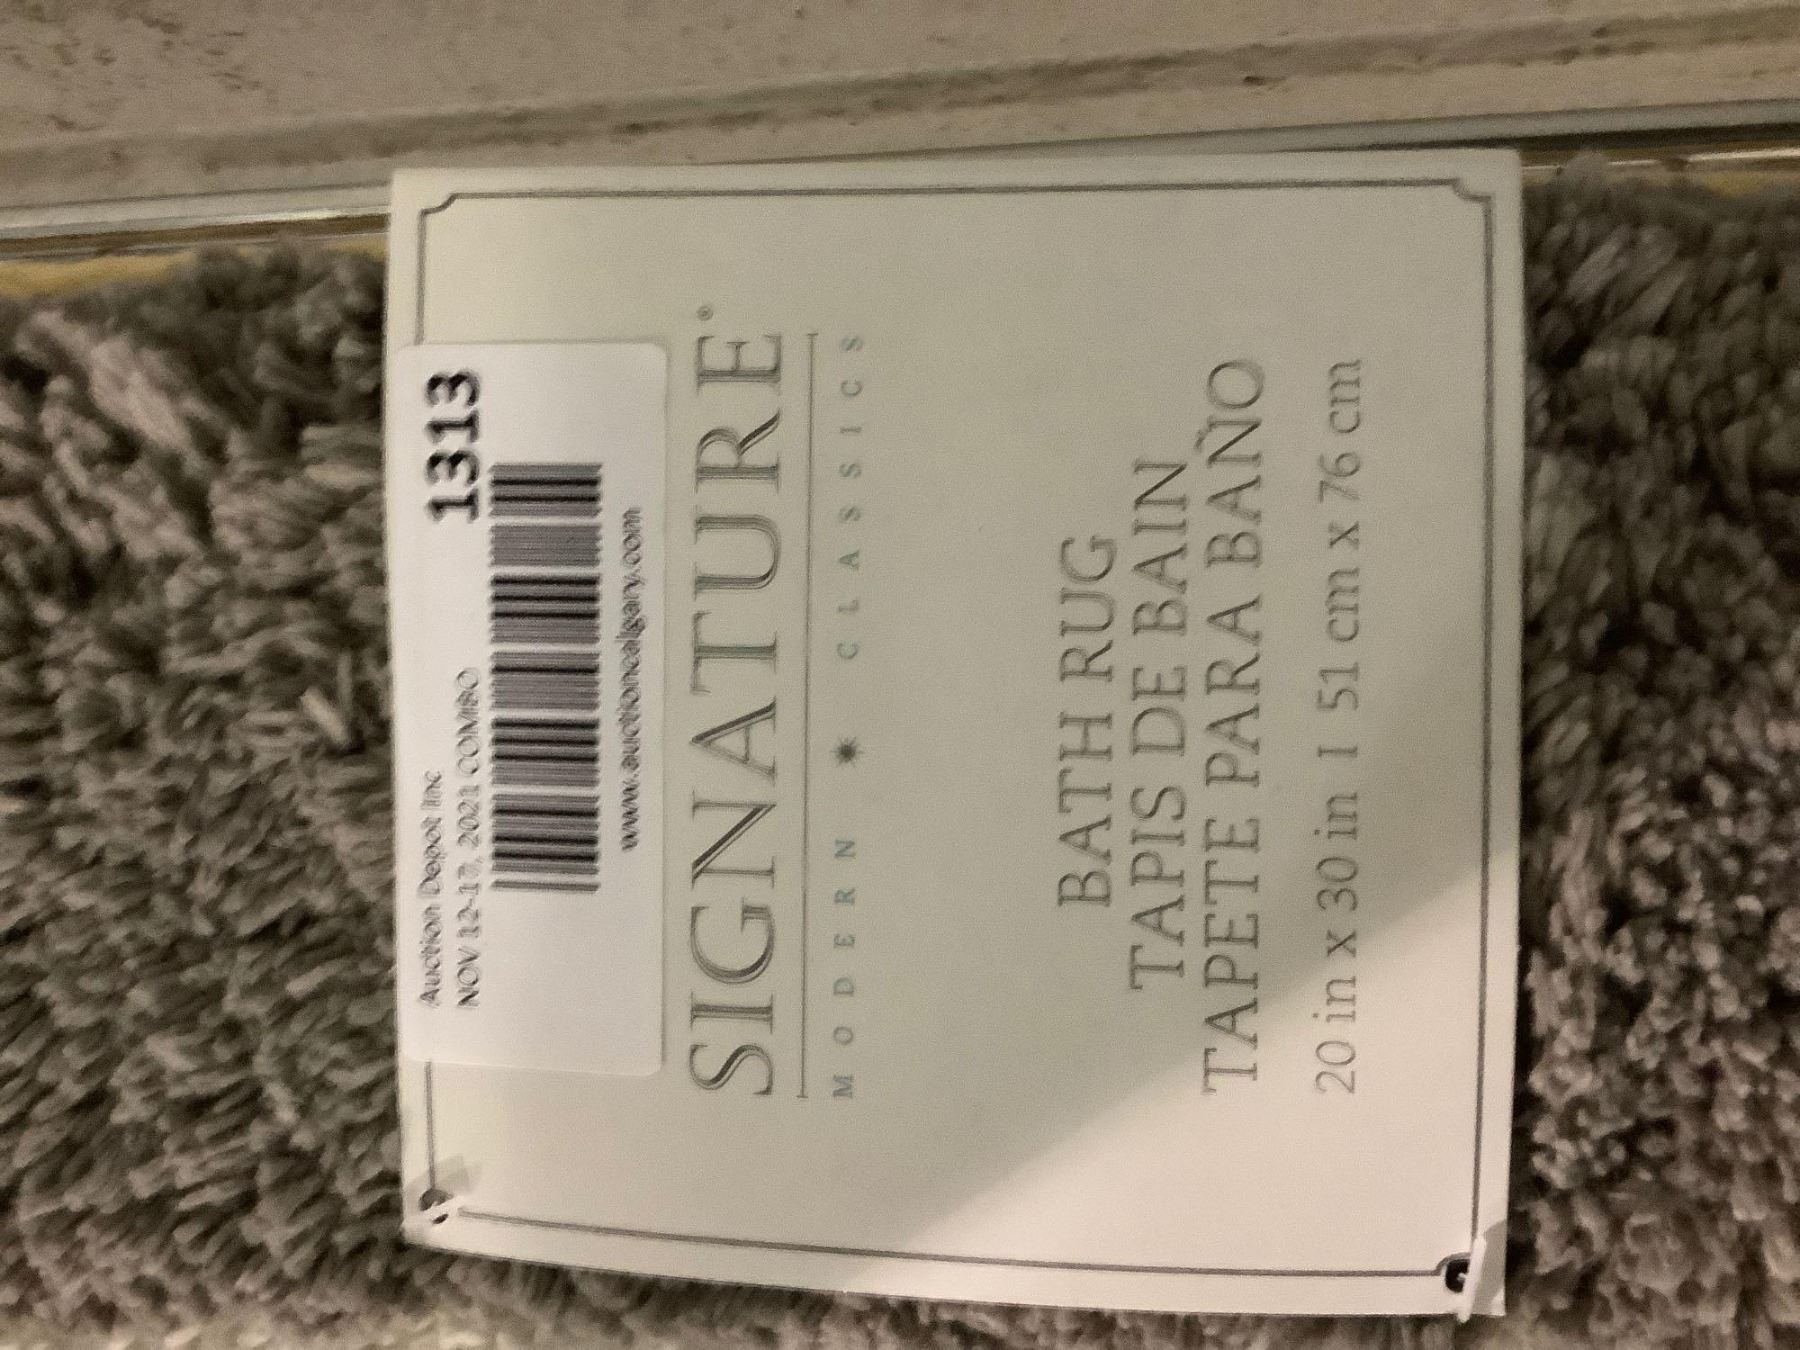 Auction Depot Inc
1313
NOV 12-17, 2021 COMBO
www.auctioncalgary.com
SIGNATURE®
MODERN * CLASSICS
BATH RUG
TAPIS DE BAIN
TAPETE PARA BAÑO
20 in x 30 in I 51 cm x 76 cm